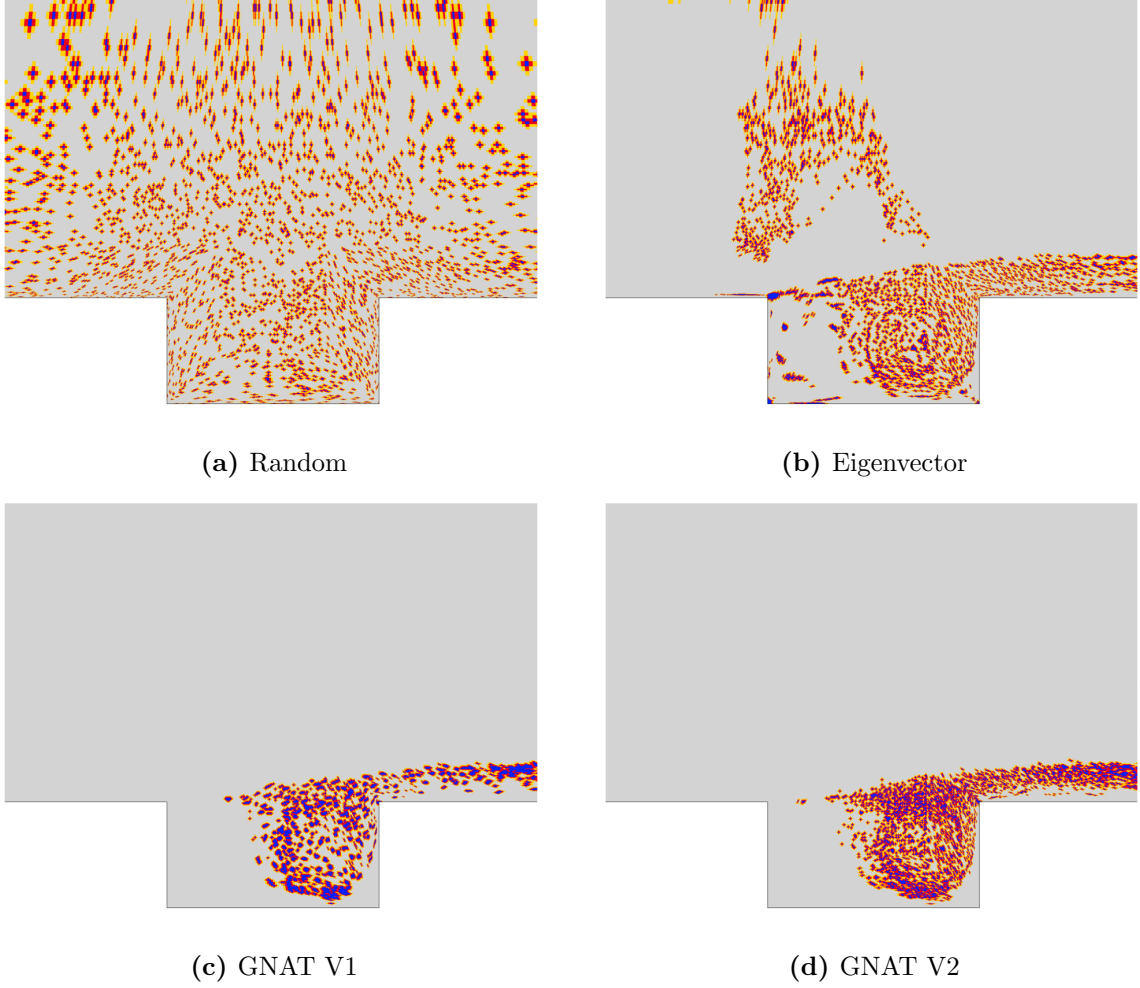 (a) Random
(b) Eigenvector
(c) GNAT V1
(d) GNAT V2